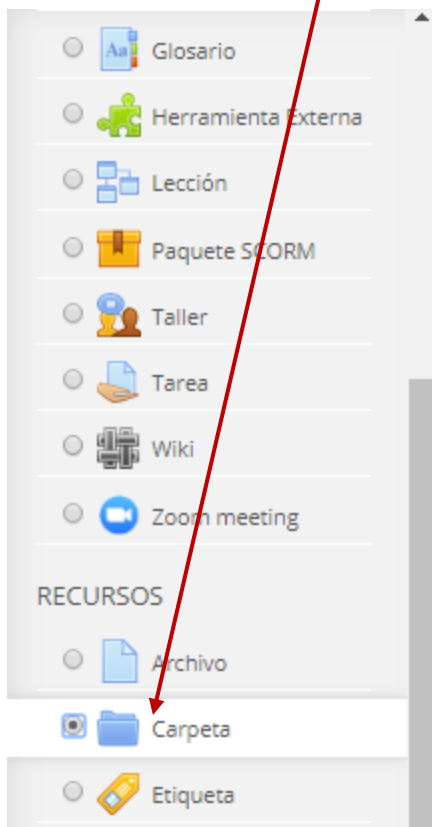 Glosario
Herramienta Externa
Lección
Paquete SCORM
Taller
Tarea
Wiki
Zoom meeting
RECURSOS
Archivo
Carpeta
Etiqueta